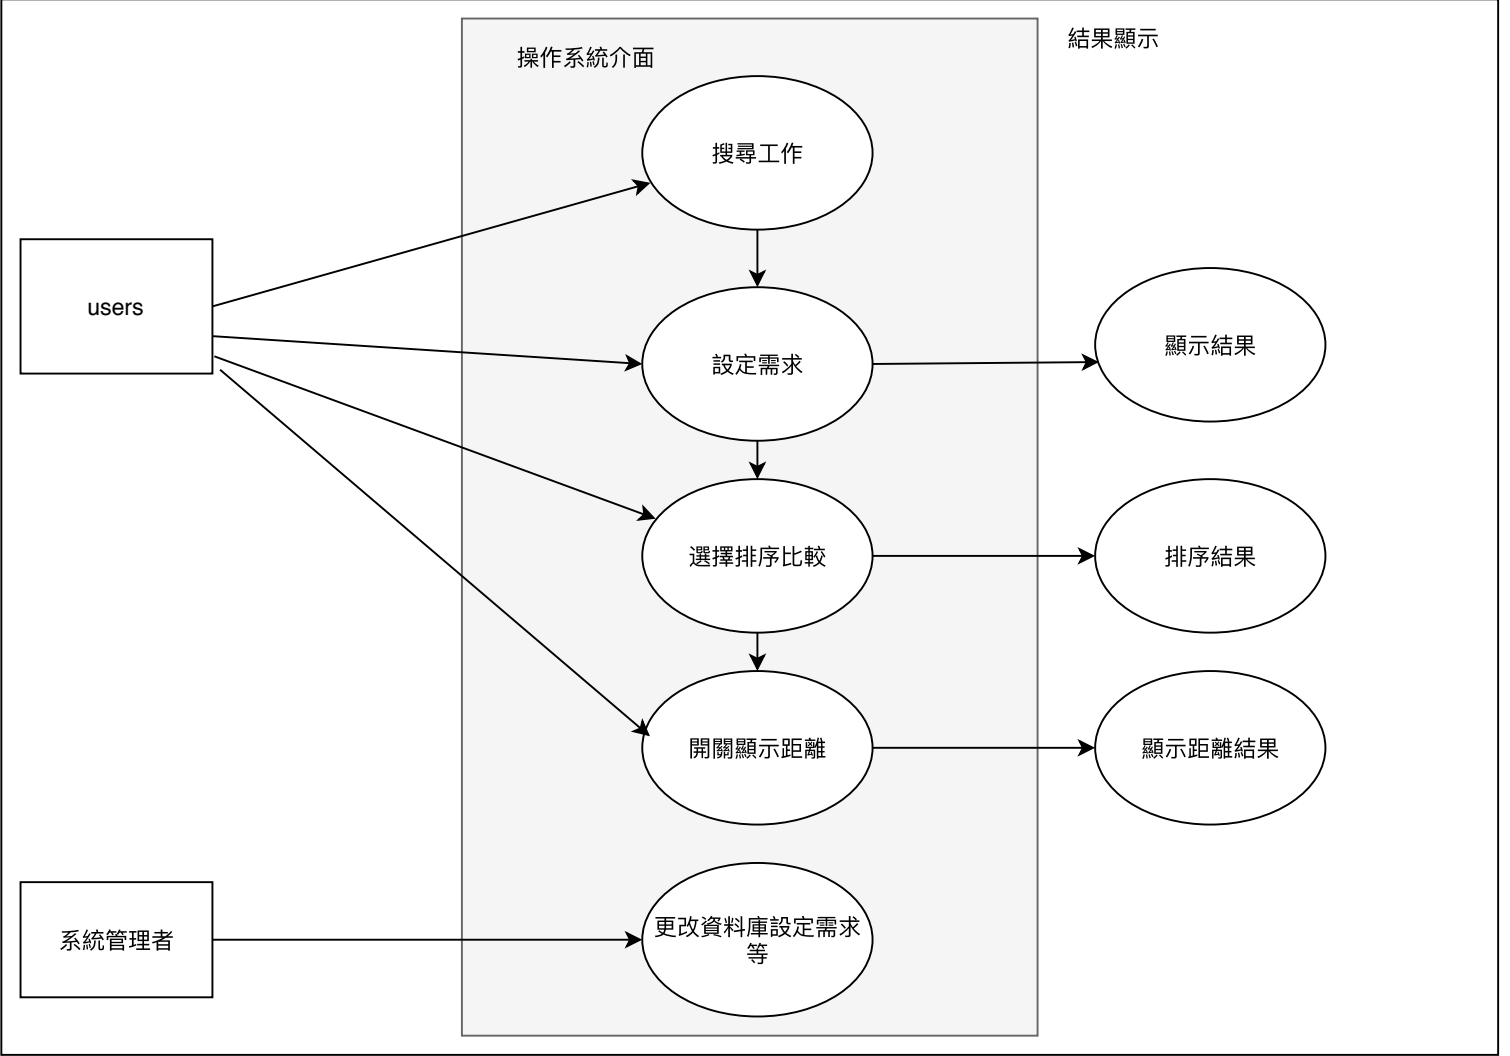 操作系統介面
結果顯示
搜尋工作
users
設定需求
顯示結果
選擇排序比較
排序結果
開關顯示距離
顯示距離結果
系統管理者
更改資料庫設定需求
等